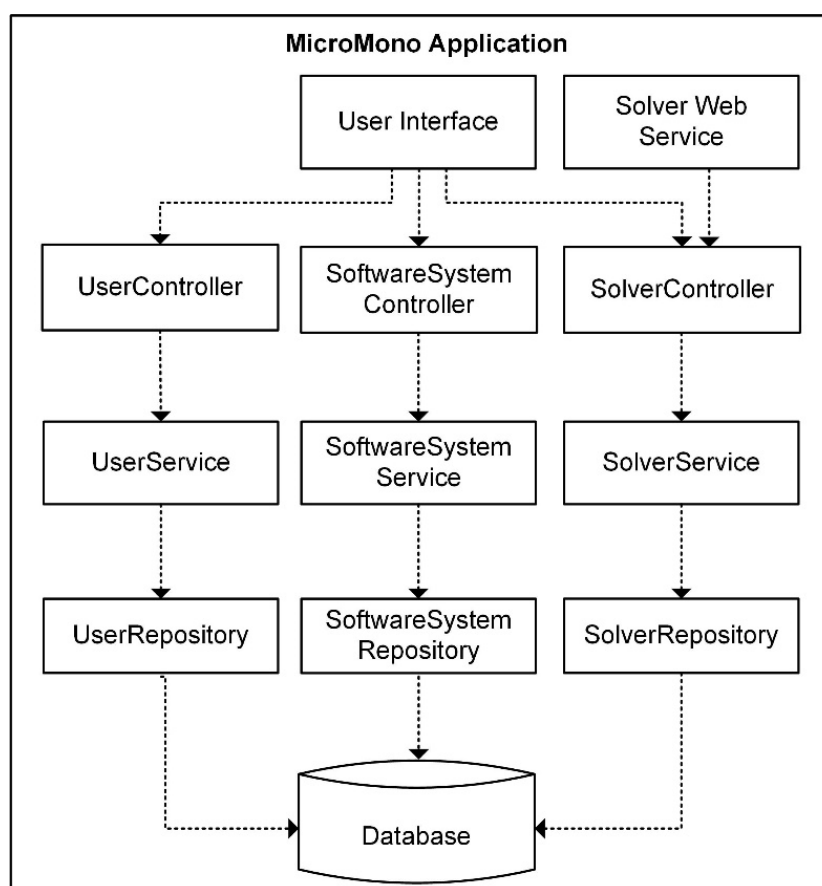 MicroMono Application
User Interface
Solver Web
Service
UserController
SoftwareSystem
Controller
SolverController
UserService
SoftwareSystem
Service
SolverService
UserRepository
SoftwareSystem
Repository
SolverRepository
Database